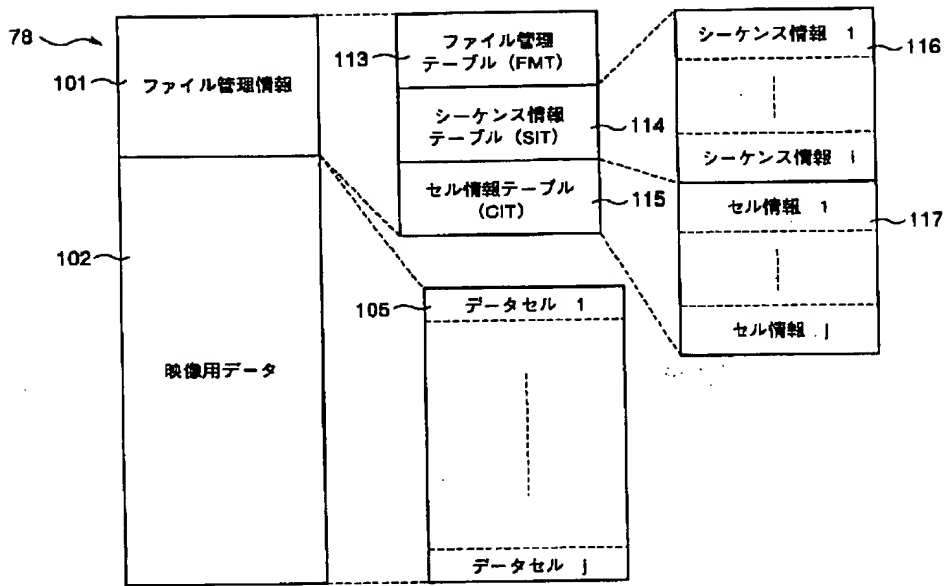 78
101
ファイル管理情報
102
映像用データ
113
ファイル管理
テーブル (FMT)
シーケンス情報
テーブル (SIT)
114
セル情報テーブル
(CIT)
115
105
データセル 1
データセル j
シーケンス情報 1
116
シーケンス情報 i
セル情報 1
117
セル情報 j